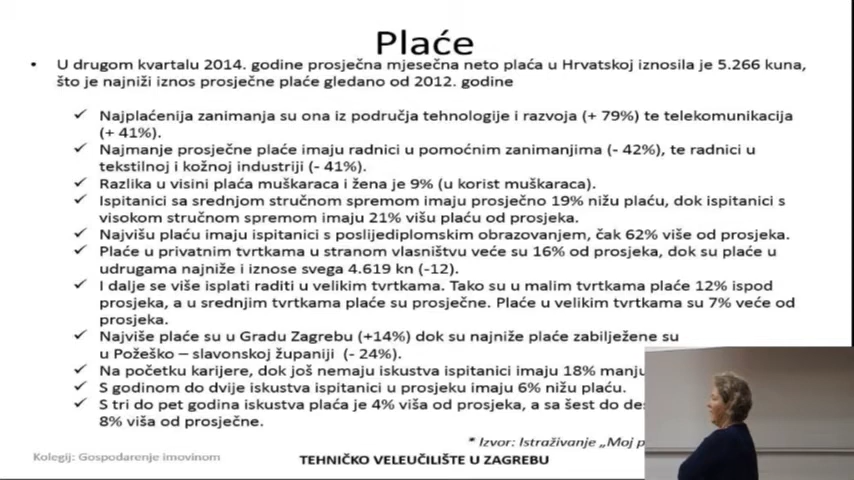 Plaće
• U drugom kvartalu 2014. godine prosječna mjesečna neto plaća u Hrvatskoj iznosila je 5.266 kuna,
što je najniži iznos prosječne plaće gledano od 2012. godine
✓ Najplaćenija zanimanja su ona iz područja tehnologije i razvoja (+ 79%) te telekomunikacija
(+ 41%).
✓ Najmanje prosječne plaće imaju radnici u pomoćnim zanimanjima (- 42%), te radnici u
tekstilnoj i kožnoj industriji (- 41%).
✓ Razlika u visini plaća muškaraca i žena je 9% (u korist muškaraca).
✓ Ispitanici sa srednjom stručnom spremom imaju prosječno 19% nižu plaću, dok ispitanici s
visokom stručnom spremom imaju 21% višu plaću od prosjeka.
✓ Najvišu plaću imaju ispitanici s poslijediplomskim obrazovanjem, čak 62% više od prosjeka.
✓ Plaće u privatnim tvrtkama u stranom vlasništvu veće su 16% od prosjeka, dok su plaće u
udrugama najniže i iznose svega 4.619 kn (-12).
✓ I dalje se više isplati raditi u velikim tvrtkama. Tako su u malim tvrtkama plaće 12% ispod
prosjeka, a u srednjim tvrtkama plaće su prosječne. Plaće u velikim tvrtkama su 7% veće od
prosjeka.
✓ Najviše plaće su u Gradu Zagrebu (+14%) dok su najniže plaće zabilježene su
u Požeško – slavonskoj županiji (- 24%).
✓ Na početku karijere, dok još nemaju iskustva ispitanici imaju 18% manju
✓ S godinom do dvije iskustva ispitanici u prosjeku imaju 6% nižu plaću.
✓ S tri do pet godina iskustva plaća je 4% viša od prosjeka, a sa šest do
8% viša od prosječne.
* Izvor: Istraživanje „Moj
Kolegij: Gospodarenje imovinom
TEHNIČKO VELEUČILIŠTE U ZAGREBU